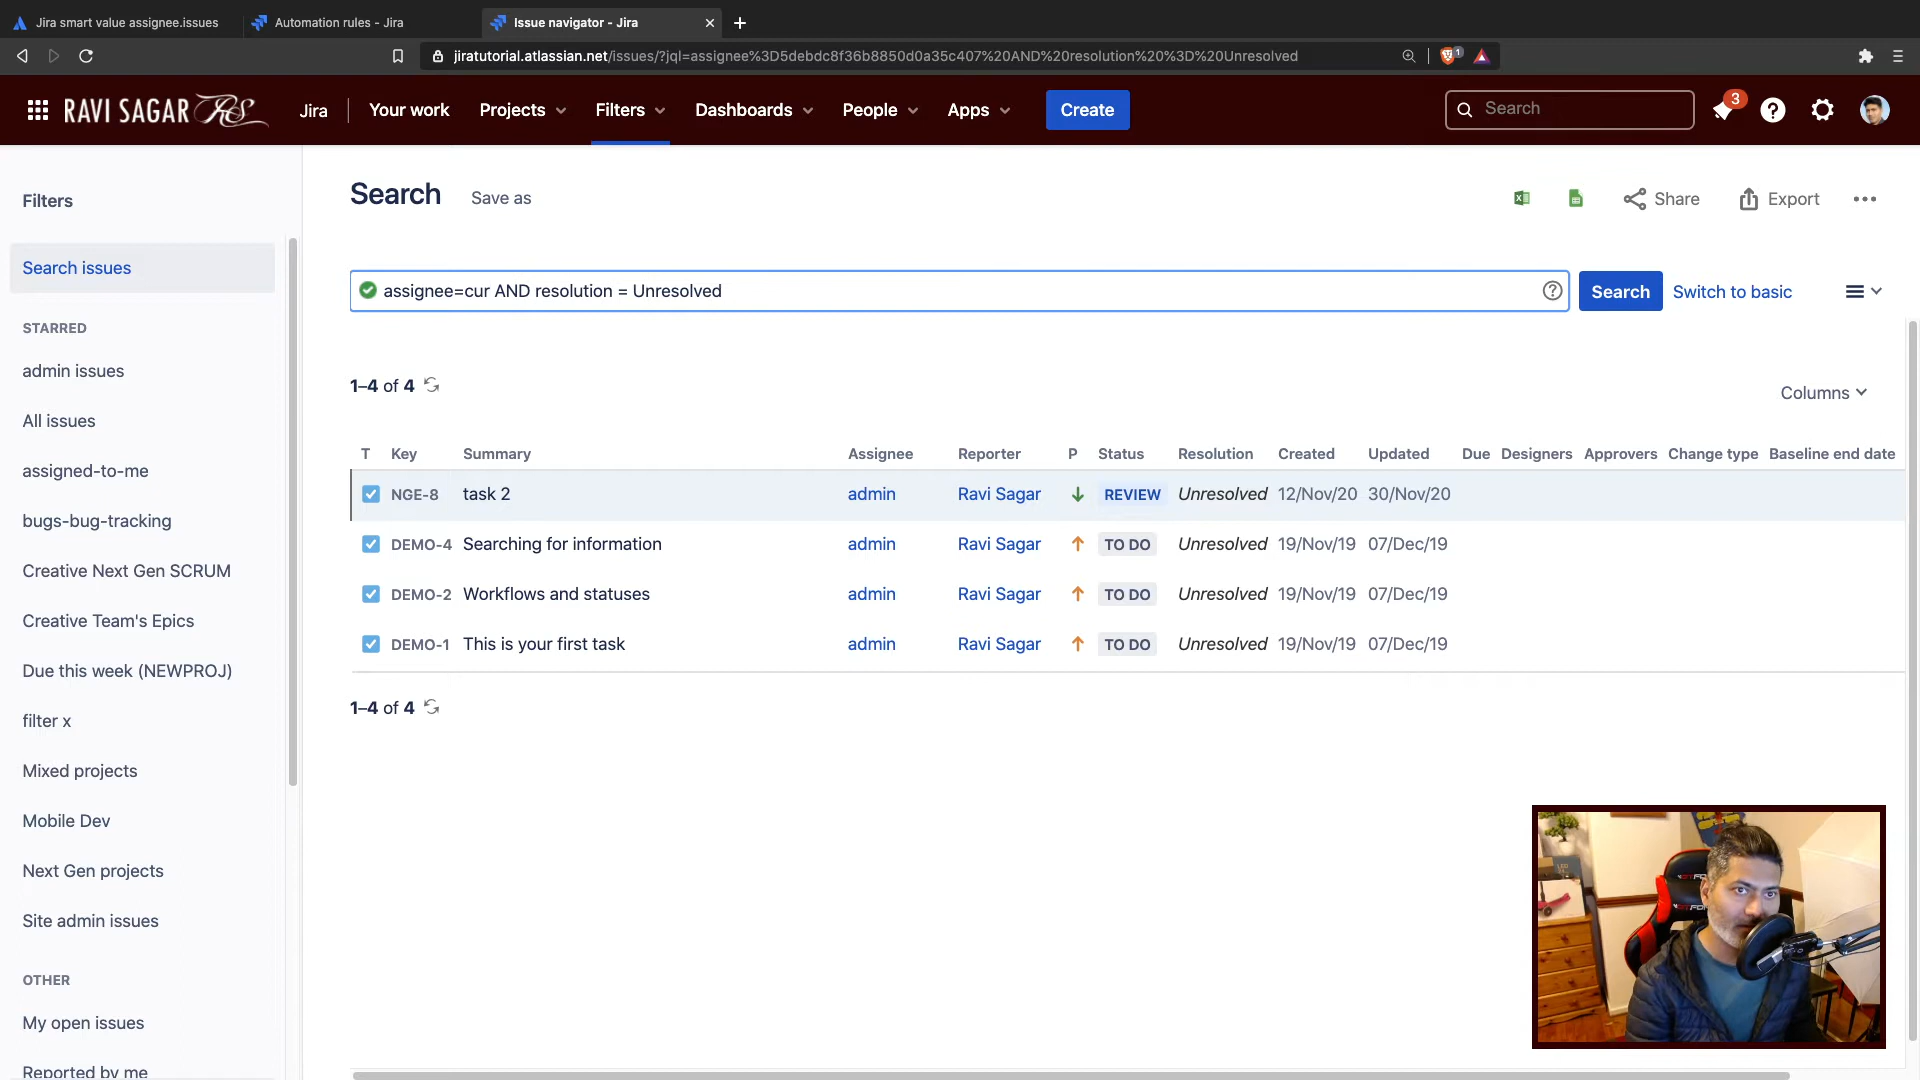 Jira smart value assignee.issues
Automation rules - Jira
Issue navigator - Jira
jiratutorial.atlassian.net/issues/?jql=assignee%3D5debdc8f36b8850d0a35c407%20AND%20resolution%20%3D%20Unresolved
1
RAVI SAGAR RS
Jira
Your work
Projects
Filters
Dashboards
People
Apps
Create
Search
3
Filters
Search issues
STARRED
admin issues
All issues
assigned-to-me
bugs-bug-tracking
Creative Next Gen SCRUM
Creative Team's Epics
Due this week (NEWPROJ)
filter x
Mixed projects
Mobile Dev
Next Gen projects
Site admin issues
OTHER
My open issues
Reported by me
Search
Save as
Share
Export
assignee=cur AND resolution = Unresolved
Search
Switch to basic
1–4 of 4
Columns
T Key Summary Assignee Reporter P Status Resolution Created Updated Due Designers Approvers Change type Baseline end date
NGE-8 task 2 admin Ravi Sagar REVIEW Unresolved 12/Nov/20 30/Nov/20
DEMO-4 Searching for information admin Ravi Sagar TO DO Unresolved 19/Nov/19 07/Dec/19
DEMO-2 Workflows and statuses admin Ravi Sagar TO DO Unresolved 19/Nov/19 07/Dec/19
DEMO-1 This is your first task admin Ravi Sagar TO DO Unresolved 19/Nov/19 07/Dec/19
1–4 of 4